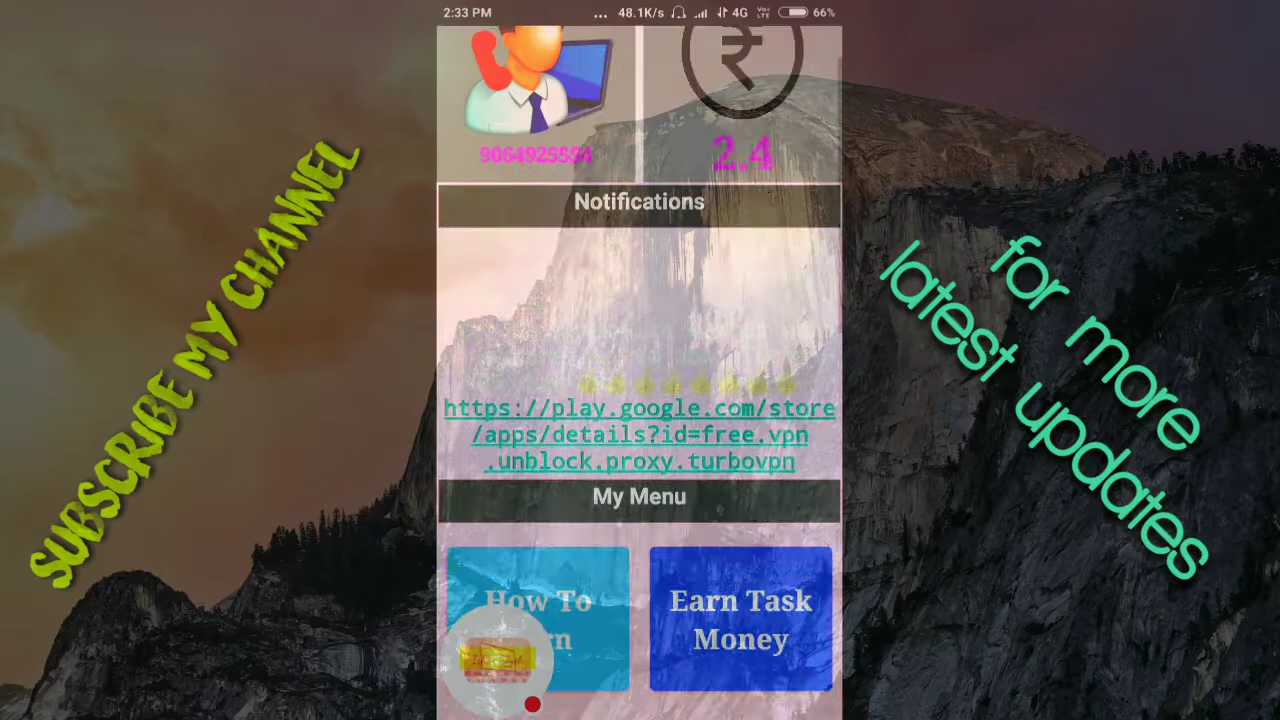 2:33 PM
... 48.1K/s 4G VoLTE 66%
₹
2.4
Notifications
https://play.google.com/store
/apps/details?id=free.vpn
.unblock.proxy.turbovpn
My Menu
How To
Earn Task
Money
SUBSCRIBE MY CHANNEL
for more
latest updates